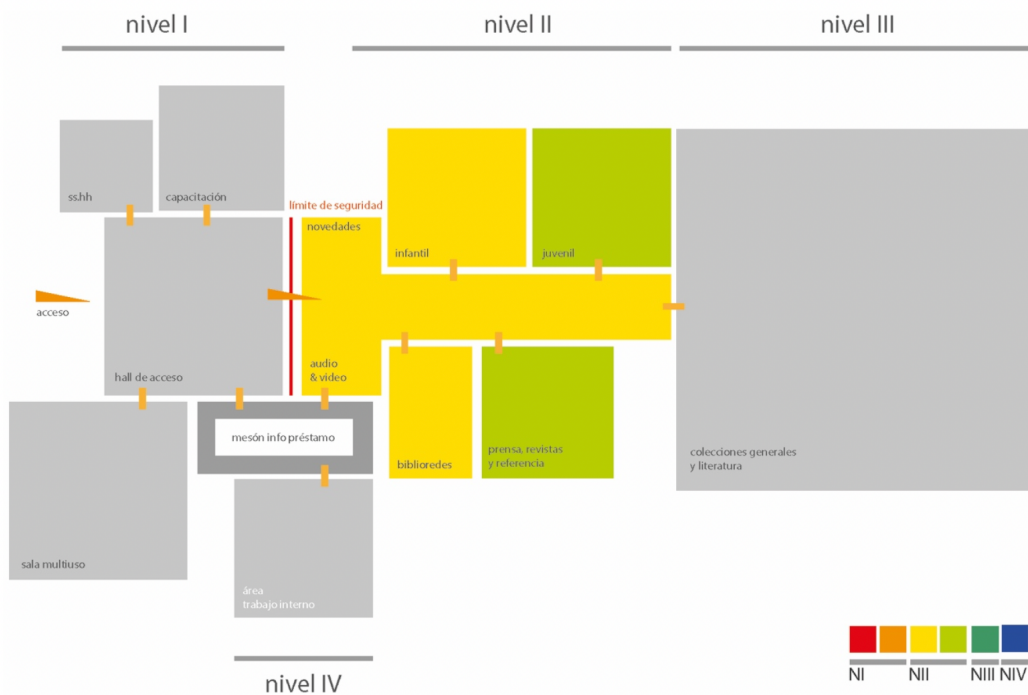 nivel I
nivel II
nivel III
ss.hh
capacitación
límite de seguridad
novedades
infantil
juvenil
acceso
hall de acceso
audio
& video
mesón info préstamo
biblioredes
prensa, revistas
y referencia
colecciones generales
y literatura
sala multiuso
área
trabajo interno
nivel IV
NI
NII
NIII
NIV